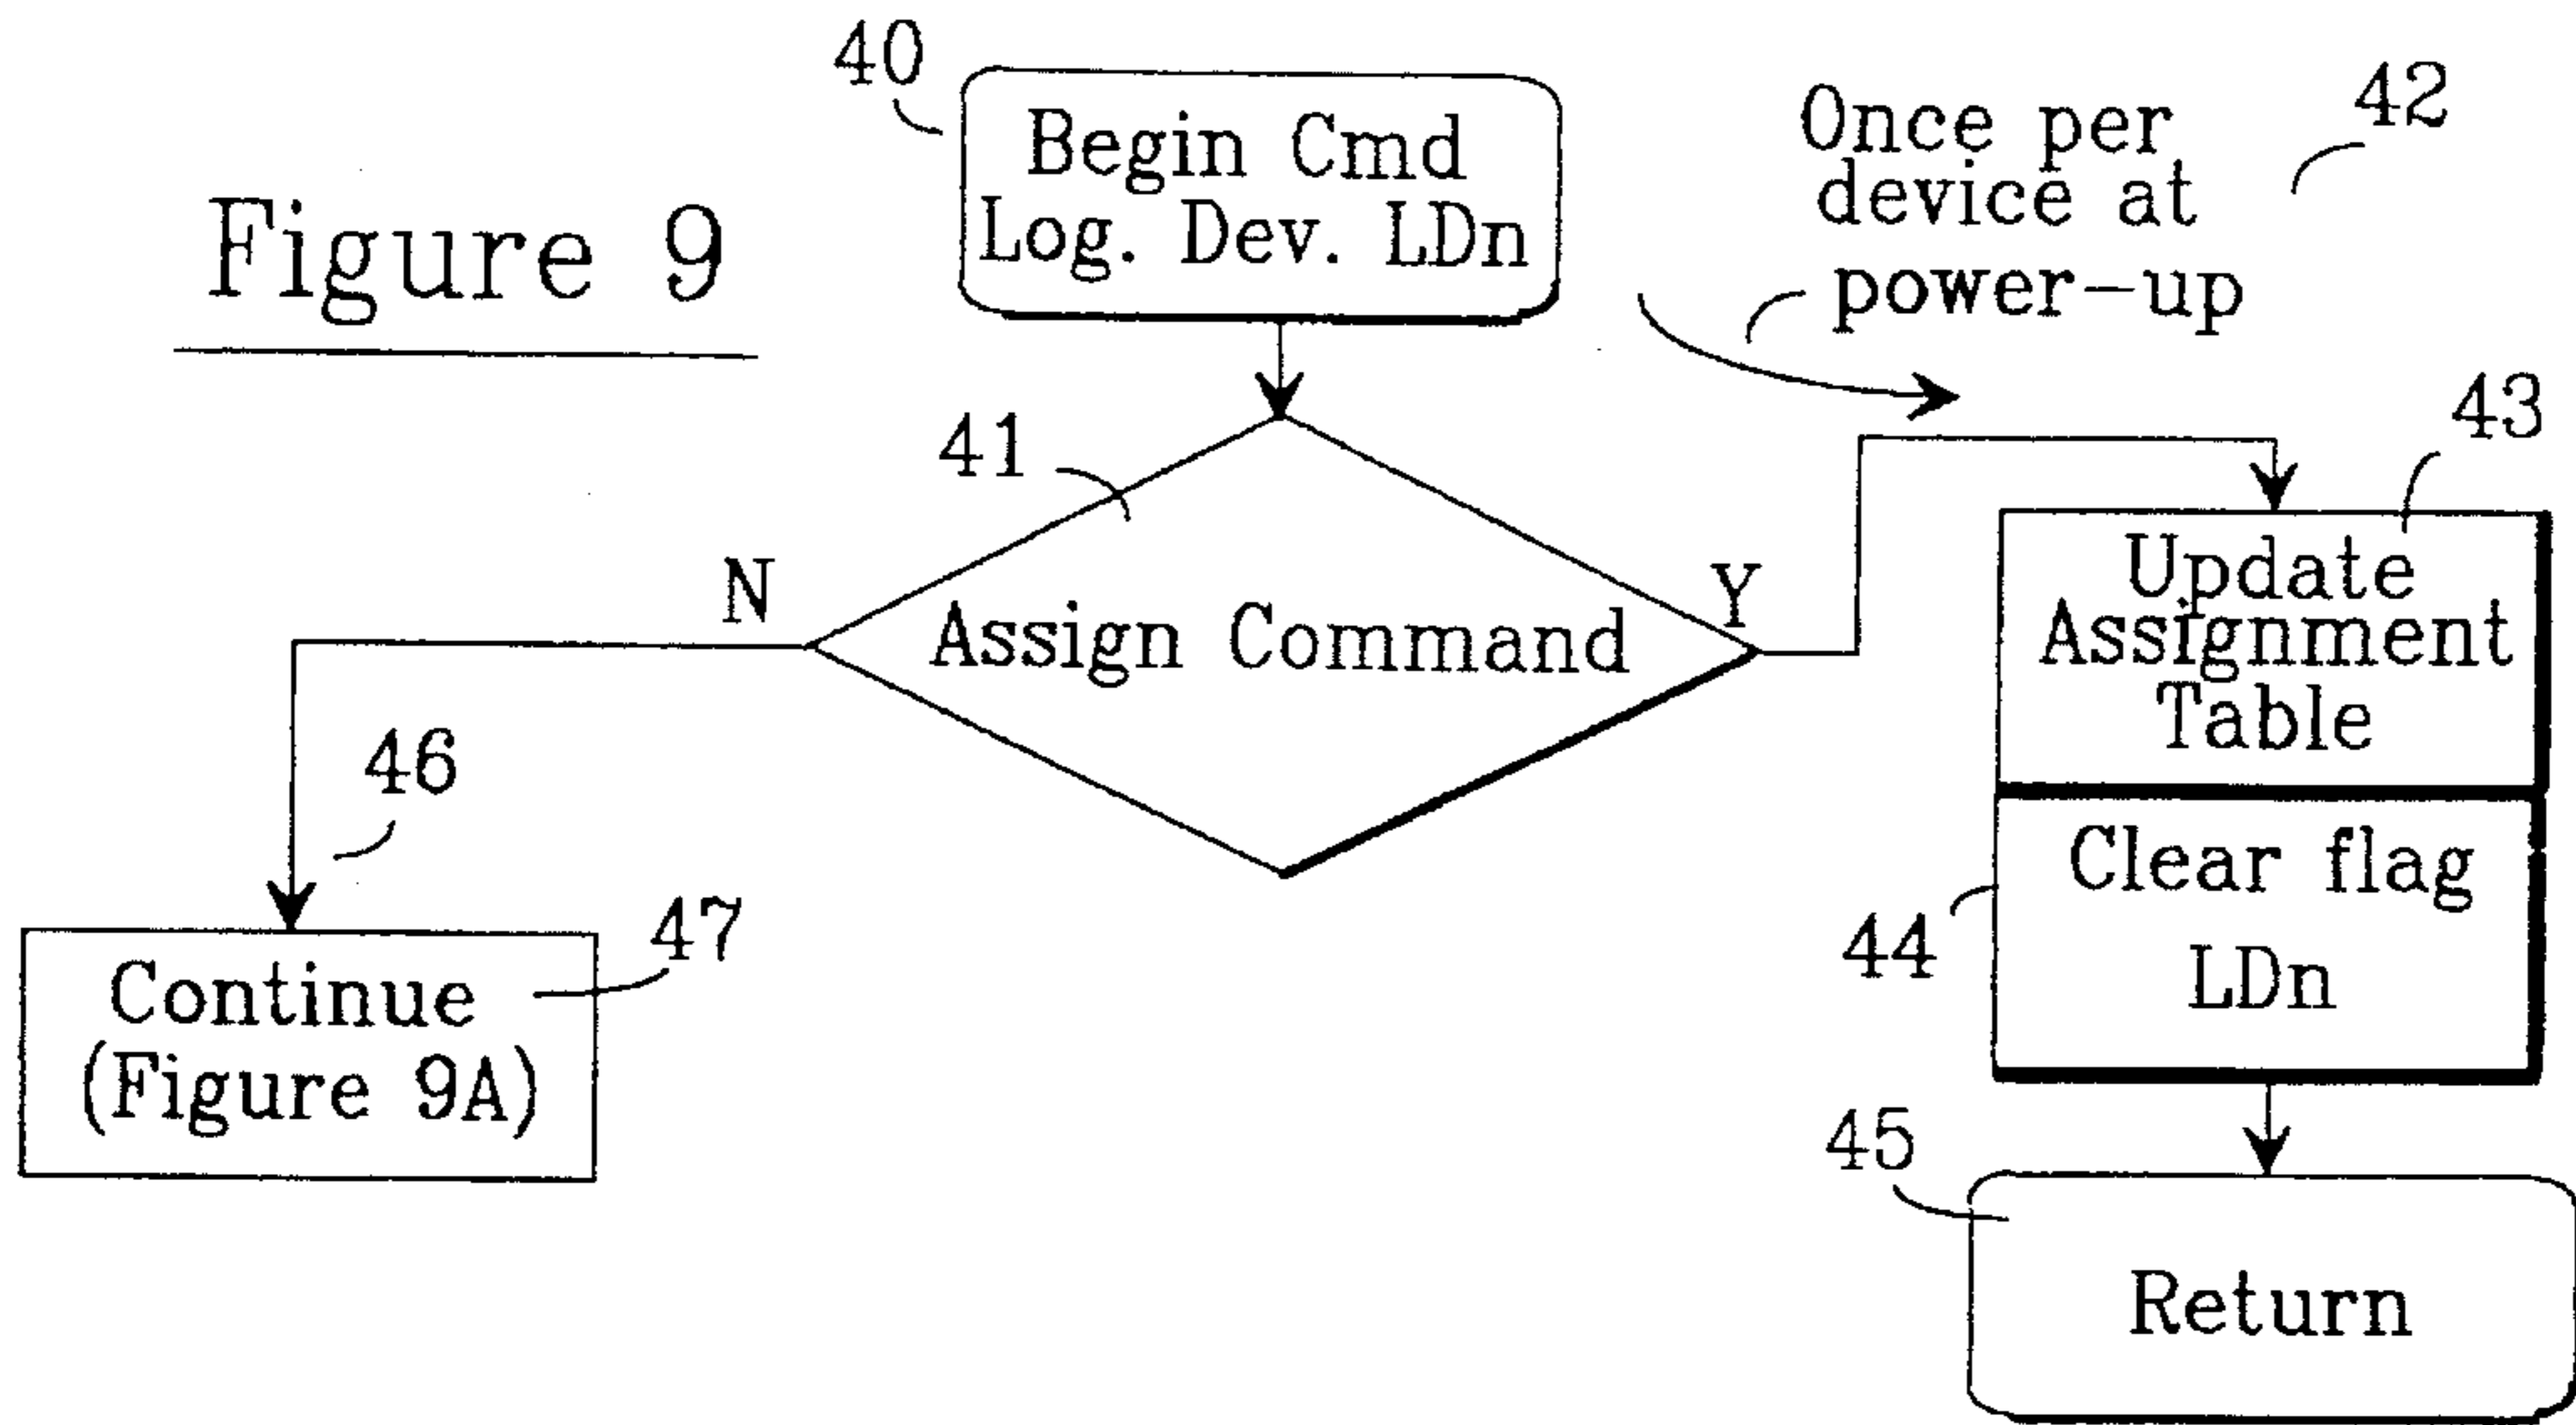 Figure 9
40
Begin Cmd
Log. Dev. LDn
Once per
device at
power-up
42
41
Assign Command
N
Y
43
Update
Assignment
Table
44
Clear flag
LDn
45
Return
46
47
Continue
(Figure 9A)